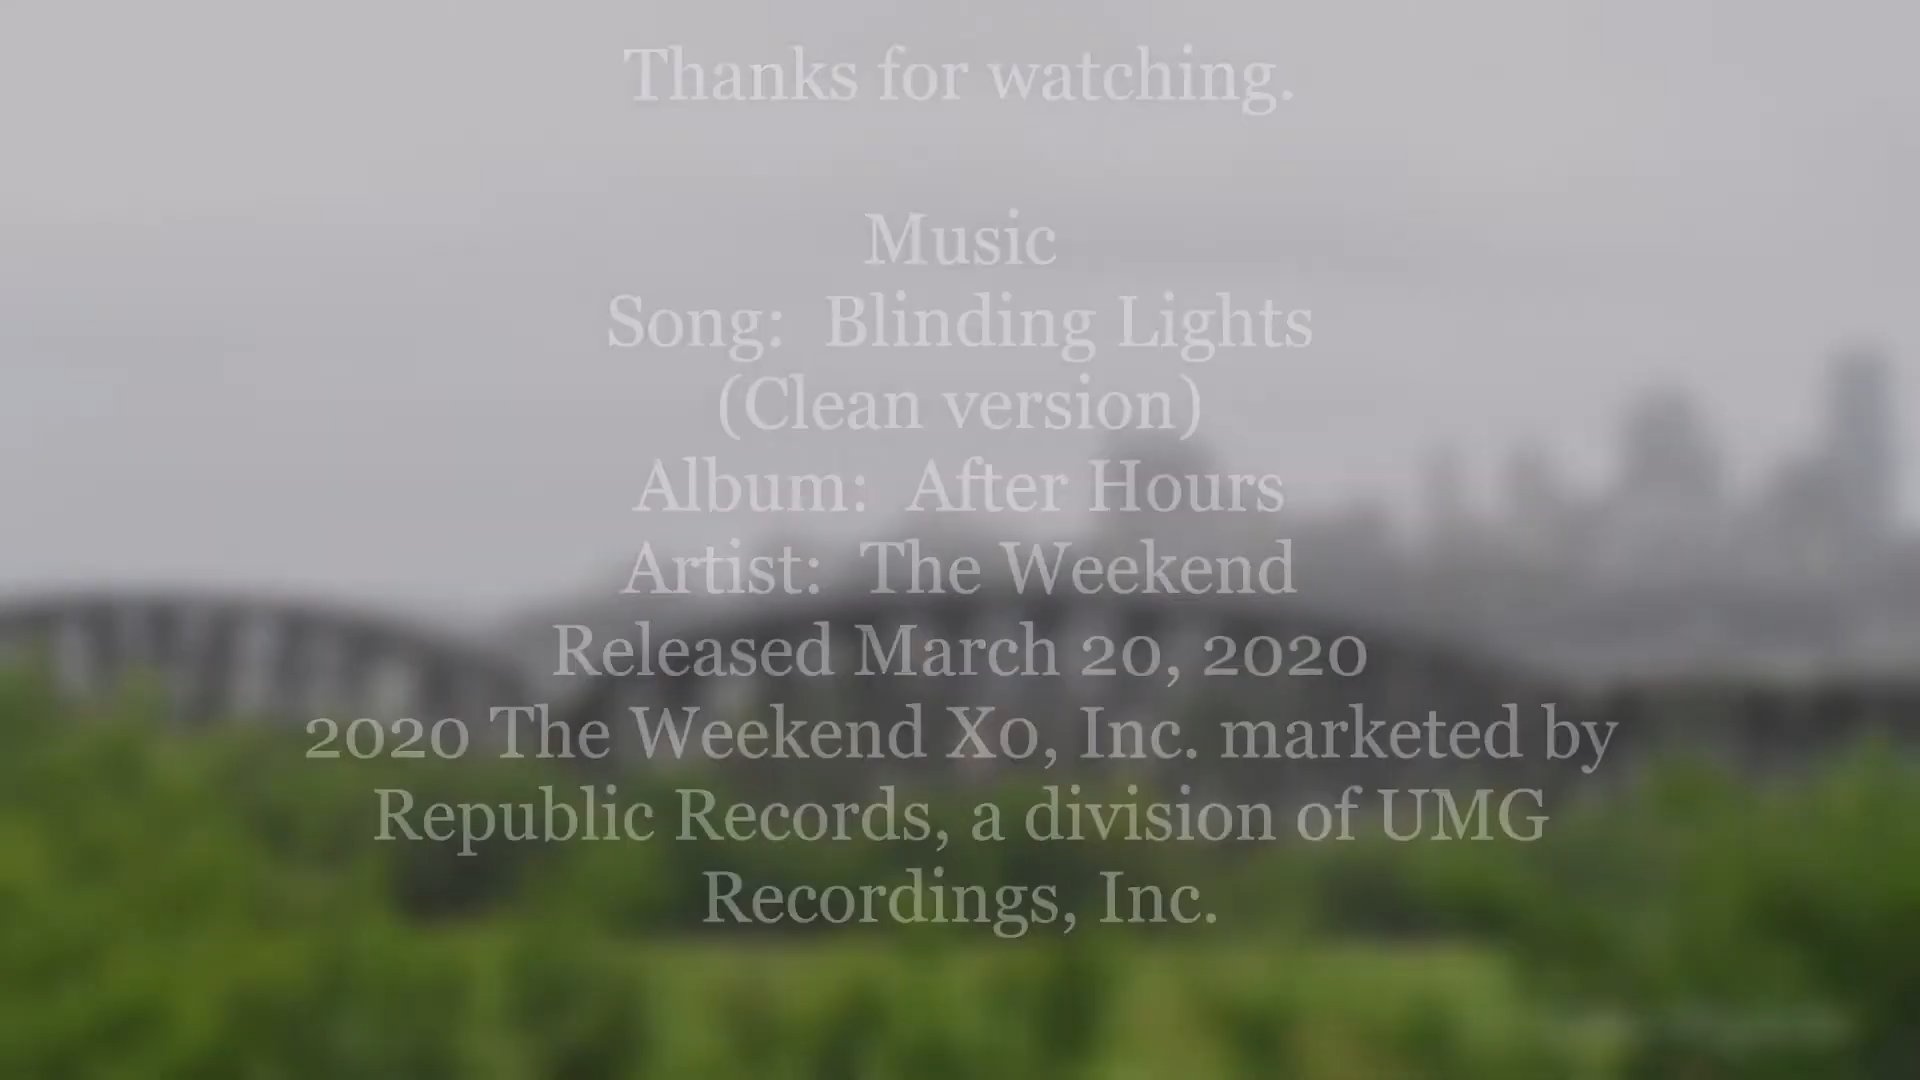 Thanks for watching.
Music
Song:  Blinding Lights
(Clean version)
Album:  After Hours
Artist:  The Weekend
Released March 20, 2020
2020 The Weekend Xo, Inc. marketed by
Republic Records, a division of UMG
Recordings, Inc.